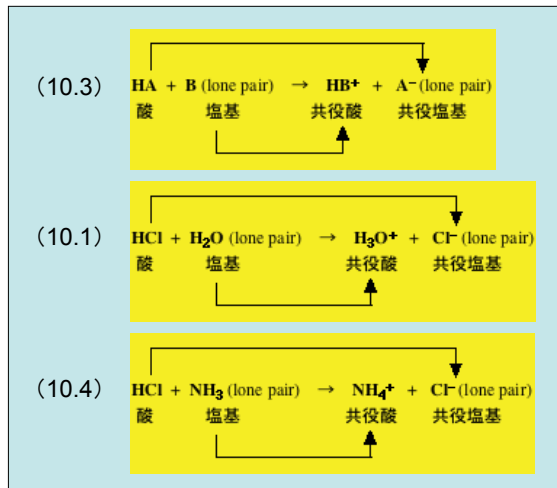 (10.3) HA + B (lone pair) → HB⁺ + A⁻ (lone pair)
酸 塩基 共役酸 共役塩基
(10.1) HCl + H₂O (lone pair) → H₃O⁺ + Cl⁻ (lone pair)
酸 塩基 共役酸 共役塩基
(10.4) HCl + NH₃ (lone pair) → NH₄⁺ + Cl⁻ (lone pair)
酸 塩基 共役酸 共役塩基